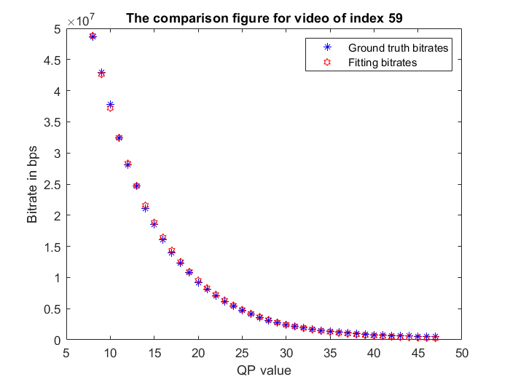 The comparison figure for video of index 59
×10⁷
Ground truth bitrates
Fitting bitrates
5
4.5
4
3.5
3
2.5
2
1.5
1
0.5
0
Bitrate in bps
5 10 15 20 25 30 35 40 45 50
QP value